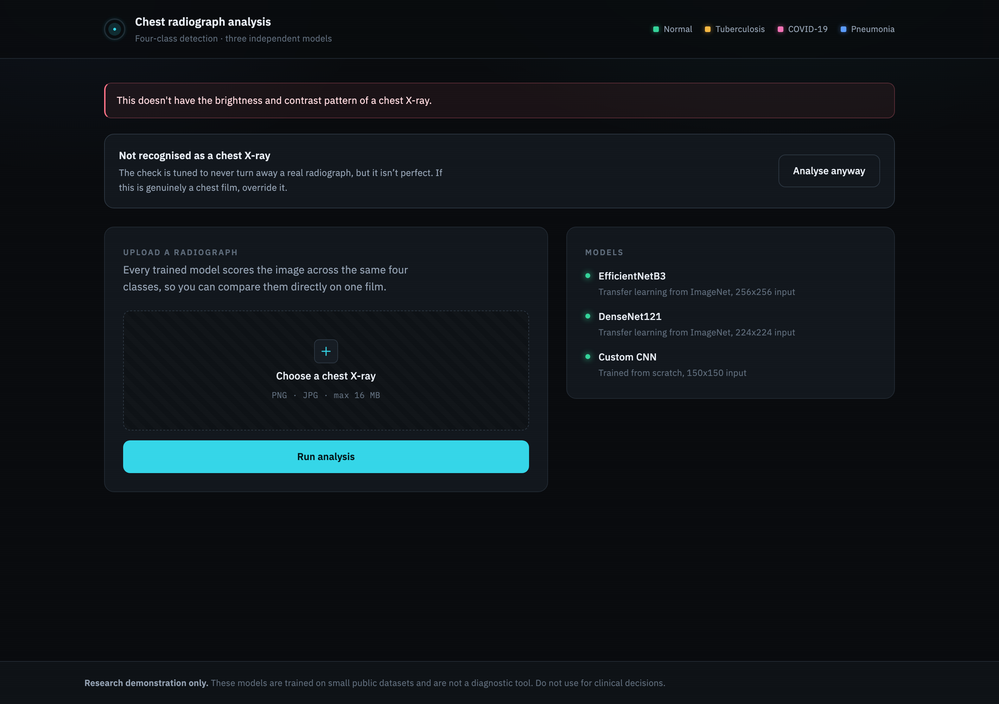 Chest radiograph analysis
Four-class detection · three independent models
Normal
Tuberculosis
COVID-19
Pneumonia
This doesn't have the brightness and contrast pattern of a chest X-ray.
Not recognised as a chest X-ray
The check is tuned to never turn away a real radiograph, but it isn’t perfect. If
this is genuinely a chest film, override it.
Analyse anyway
UPLOAD A RADIOGRAPH
Every trained model scores the image across the same four
classes, so you can compare them directly on one film.
Choose a chest X-ray
PNG · JPG · max 16 MB
Run analysis
MODELS
EfficientNetB3
Transfer learning from ImageNet, 256x256 input
DenseNet121
Transfer learning from ImageNet, 224x224 input
Custom CNN
Trained from scratch, 150x150 input
Research demonstration only. These models are trained on small public datasets and are not a diagnostic tool. Do not use for clinical decisions.